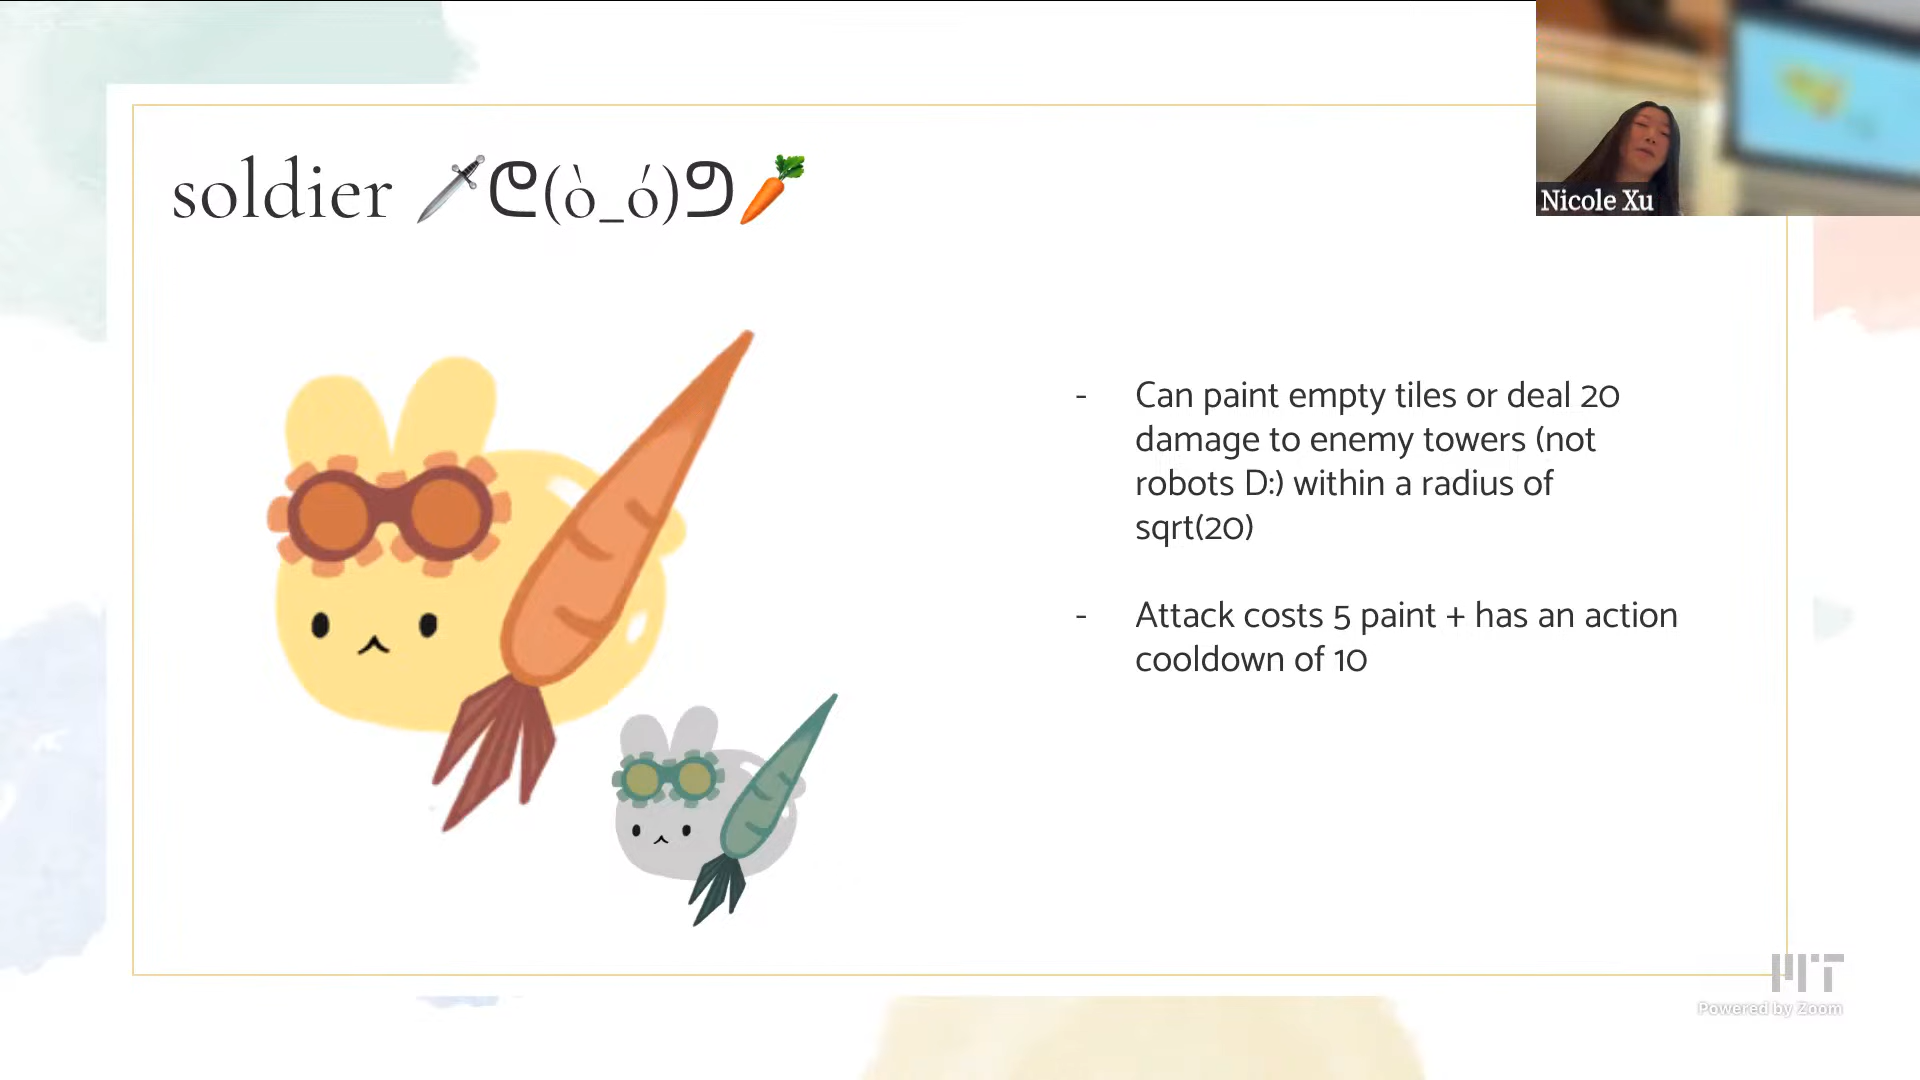 soldier 🗡️ᕦ(ò_ó)ᕤ🥕
Nicole Xu
- Can paint empty tiles or deal 20
damage to enemy towers (not
robots D:) within a radius of
sqrt(20)
- Attack costs 5 paint + has an action
cooldown of 10
MIT
Powered by Zoom